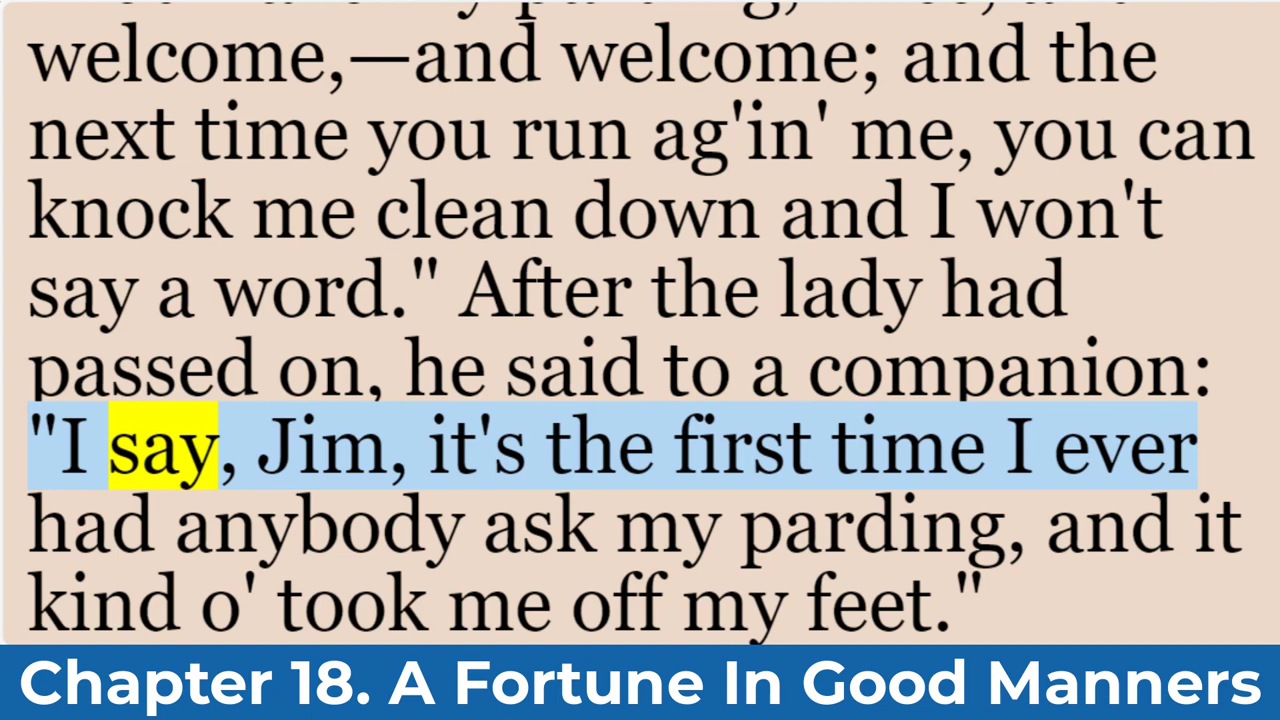 welcome,—and welcome; and the
next time you run ag'in' me, you can
knock me clean down and I won't
say a word." After the lady had
passed on, he said to a companion:
"I say, Jim, it's the first time I ever
had anybody ask my parding, and it
kind o' took me off my feet."
Chapter 18. A Fortune In Good Manners